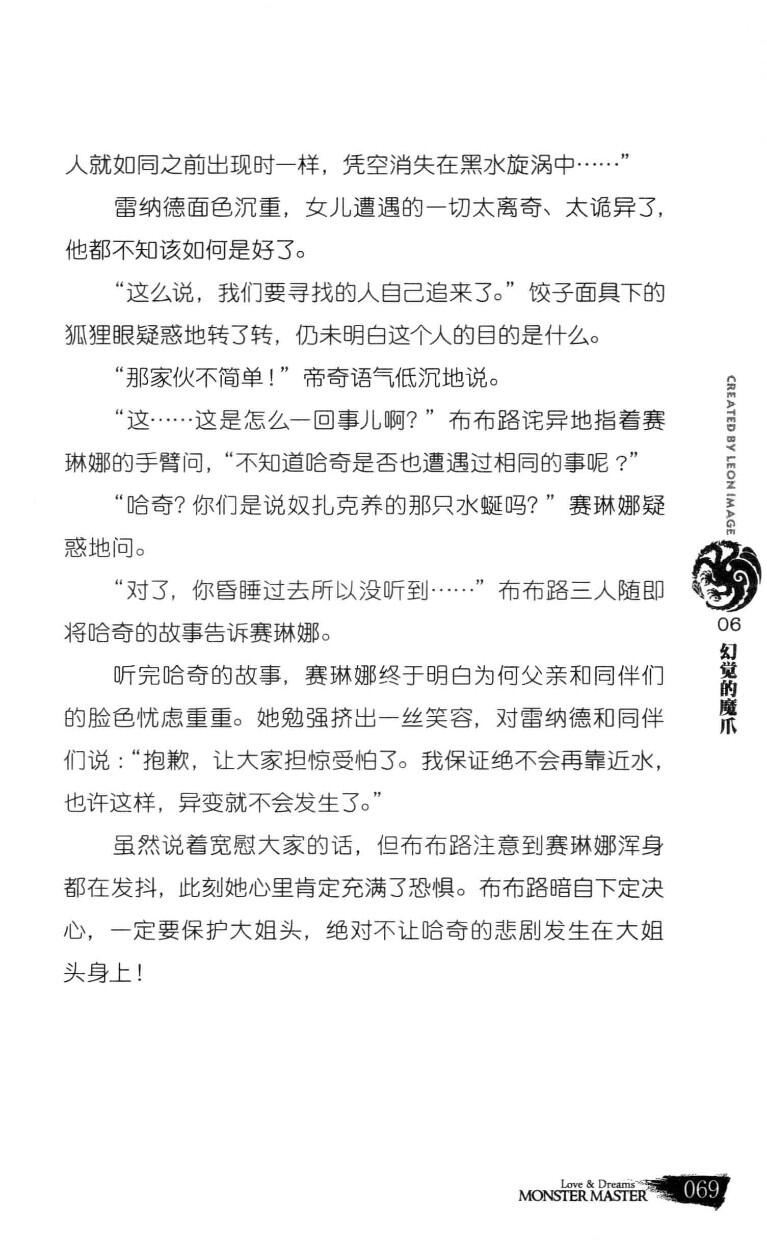 人就如同之前出现时一样，凭空消失在黑水旋涡中……”
雷纳德面色沉重，女儿遭遇的一切太离奇、太诡异了，
他都不知该如何是好了。
“这么说，我们要寻找的人自己追来了。”饺子面具下的
狐狸眼疑惑地转了转，仍未明白这个人的目的是什么。
“那家伙不简单！”帝奇语气低沉地说。
“这……这是怎么一回事儿啊？”布布路诧异地指着赛
琳娜的手臂问，“不知道哈奇是否也遭遇过相同的事呢？”
“哈奇？你们是说奴扎克养的那只水蜒吗？”赛琳娜疑
惑地问。
“对了，你昏睡过去所以没听到……”布布路三人随即
将哈奇的故事告诉赛琳娜。
听完哈奇的故事，赛琳娜终于明白为何父亲和同伴们
的脸色忧虑重重。她勉强挤出一丝笑容，对雷纳德和同伴
们说：“抱歉，让大家担惊受怕了。我保证绝不会再靠近水，
也许这样，异变就不会发生了。”
虽然说着宽慰大家的话，但布布路注意到赛琳娜浑身
都在发抖，此刻她心里肯定充满了恐惧。布布路暗自下定决
心，一定要保护大姐头，绝对不让哈奇的悲剧发生在大姐
头身上！
CREATED BY LEON IMAGE
06
幻觉的魔爪
Love & Dreams
MONSTER MASTER
069